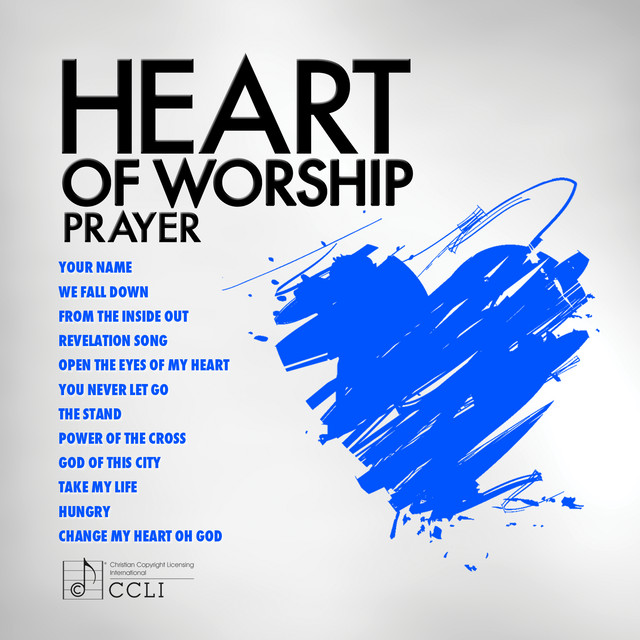 HEART
OF WORSHIP
PRAYER
YOUR NAME
WE FALL DOWN
FROM THE INSIDE OUT
REVELATION SONG
OPEN THE EYES OF MY HEART
YOU NEVER LET GO
THE STAND
POWER OF THE CROSS
GOD OF THIS CITY
TAKE MY LIFE
HUNGRY
CHANGE MY HEART OH GOD
Christian Copyright Licensing
International
© CCLI